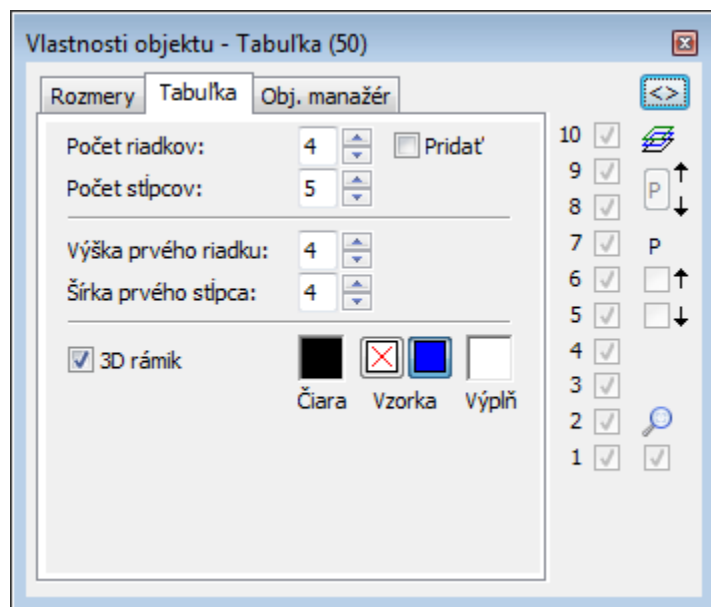 Vlastnosti objektu - Tabuľka (50)
Rozmery Tabuľka Obj. manažér
<>
Počet riadkov: 4 Pridať
Počet stĺpcov: 5
Výška prvého riadku: 4
Šírka prvého stĺpca: 4
3D rámik
Čiara Vzorka Výplň
10
9 P
8
7 P
6
5
4
3
2
1